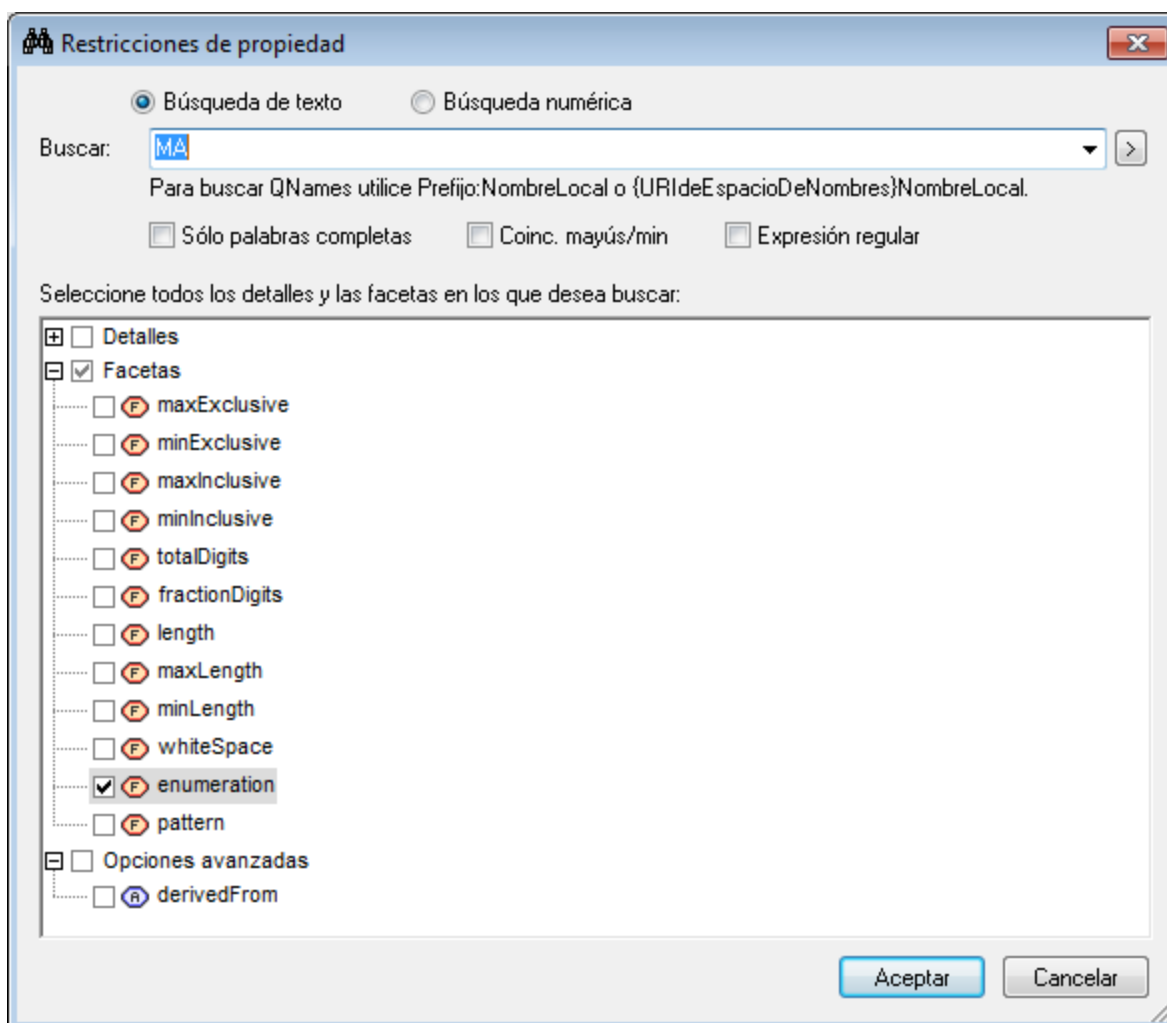 Restricciones de propiedad
Búsqueda de texto Búsqueda numérica
Buscar: MA >
Para buscar QNames utilice Prefijo:NombreLocal o {URIdeEspacioDeNombres}NombreLocal.
Sólo palabras completas Coinc. mayús/min Expresión regular
Seleccione todos los detalles y las facetas en los que desea buscar:
Detalles
Facetas
F maxExclusive
F minExclusive
F maxInclusive
F minInclusive
F totalDigits
F fractionDigits
F length
F maxLength
F minLength
F whiteSpace
F enumeration
F pattern
Opciones avanzadas
A derivedFrom
Aceptar Cancelar